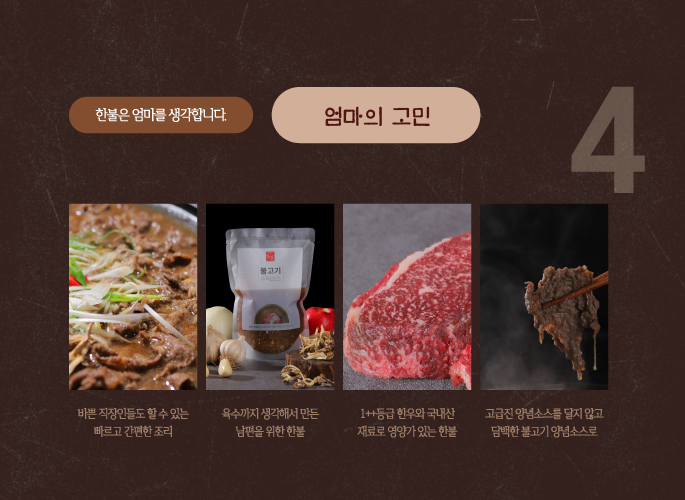 한불은 엄마를 생각합니다.
엄마의 고민
4
불고기
바쁜 직장인들도 할 수 있는
빠르고 간편한 조리
육수까지 생각해서 만든
남편을 위한 한불
1++등급 한우와 국내산
재료로 영양가 있는 한불
고급진 양념소스를 달지 않고
담백한 불고기 양념소스로